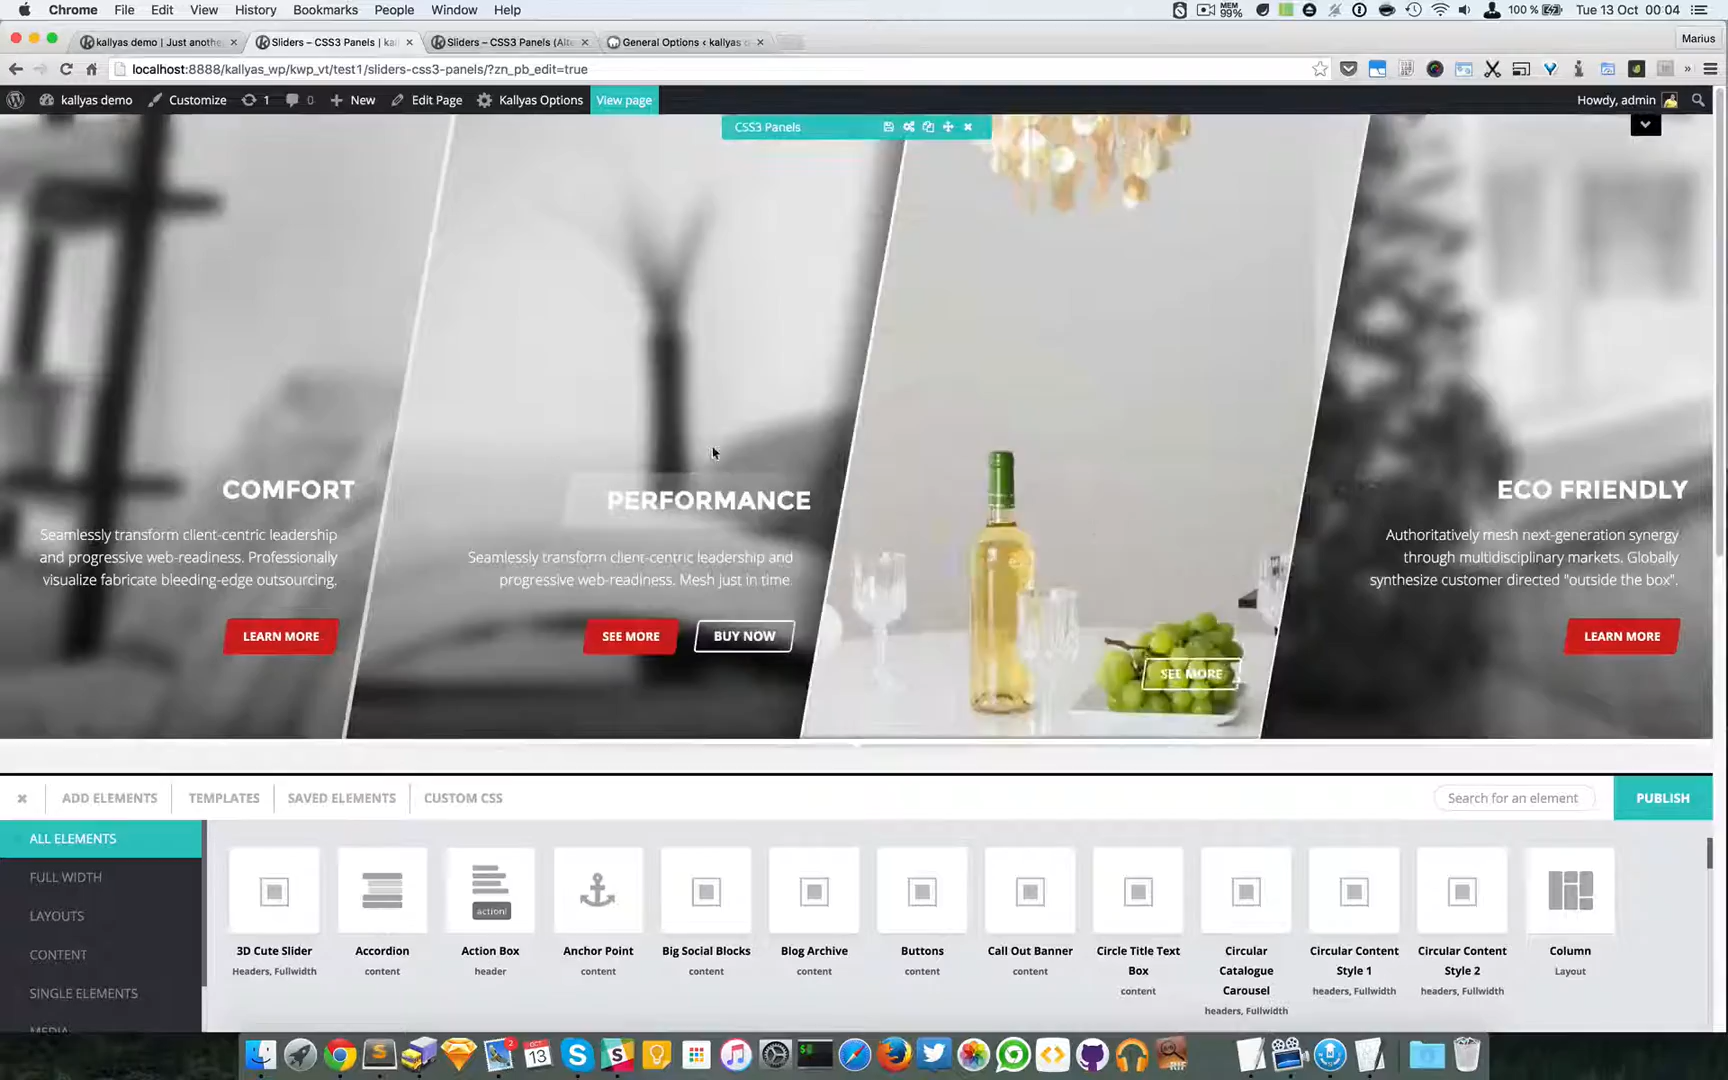 Chrome File Edit View History Bookmarks People Window Help MEM 99% 100 % Tue 13 Oct 00:04
kallyas demo | Just anothe Sliders – CSS3 Panels | kal Sliders – CSS3 Panels (Alte General Options ‹ kallyas Marius
localhost:8888/kallyas_wp/kwp_vt/test1/sliders-css3-panels/?zn_pb_edit=true
kallyas demo Customize 1 0 New Edit Page Kallyas Options View page Howdy, admin
CSS3 Panels
COMFORT
Seamlessly transform client-centric leadership
and progressive web-readiness. Professionally
visualize fabricate bleeding-edge outsourcing.
LEARN MORE
PERFORMANCE
Seamlessly transform client-centric leadership and
progressive web-readiness. Mesh just in time.
SEE MORE BUY NOW
SEE MORE
ECO FRIENDLY
Authoritatively mesh next-generation synergy
through multidisciplinary markets. Globally
synthesize customer directed "outside the box".
LEARN MORE
ADD ELEMENTS TEMPLATES SAVED ELEMENTS CUSTOM CSS Search for an element PUBLISH
ALL ELEMENTS
FULL WIDTH
LAYOUTS
CONTENT
SINGLE ELEMENTS
MEDIA
action!
3D Cute Slider
Headers, Fullwidth
Accordion
content
Action Box
header
Anchor Point
content
Big Social Blocks
content
Blog Archive
content
Buttons
content
Call Out Banner
content
Circle Title Text
Box
content
Circular
Catalogue
Carousel
headers, Fullwidth
Circular Content
Style 1
headers, Fullwidth
Circular Content
Style 2
headers, Fullwidth
Column
Layout
2
13
RIF